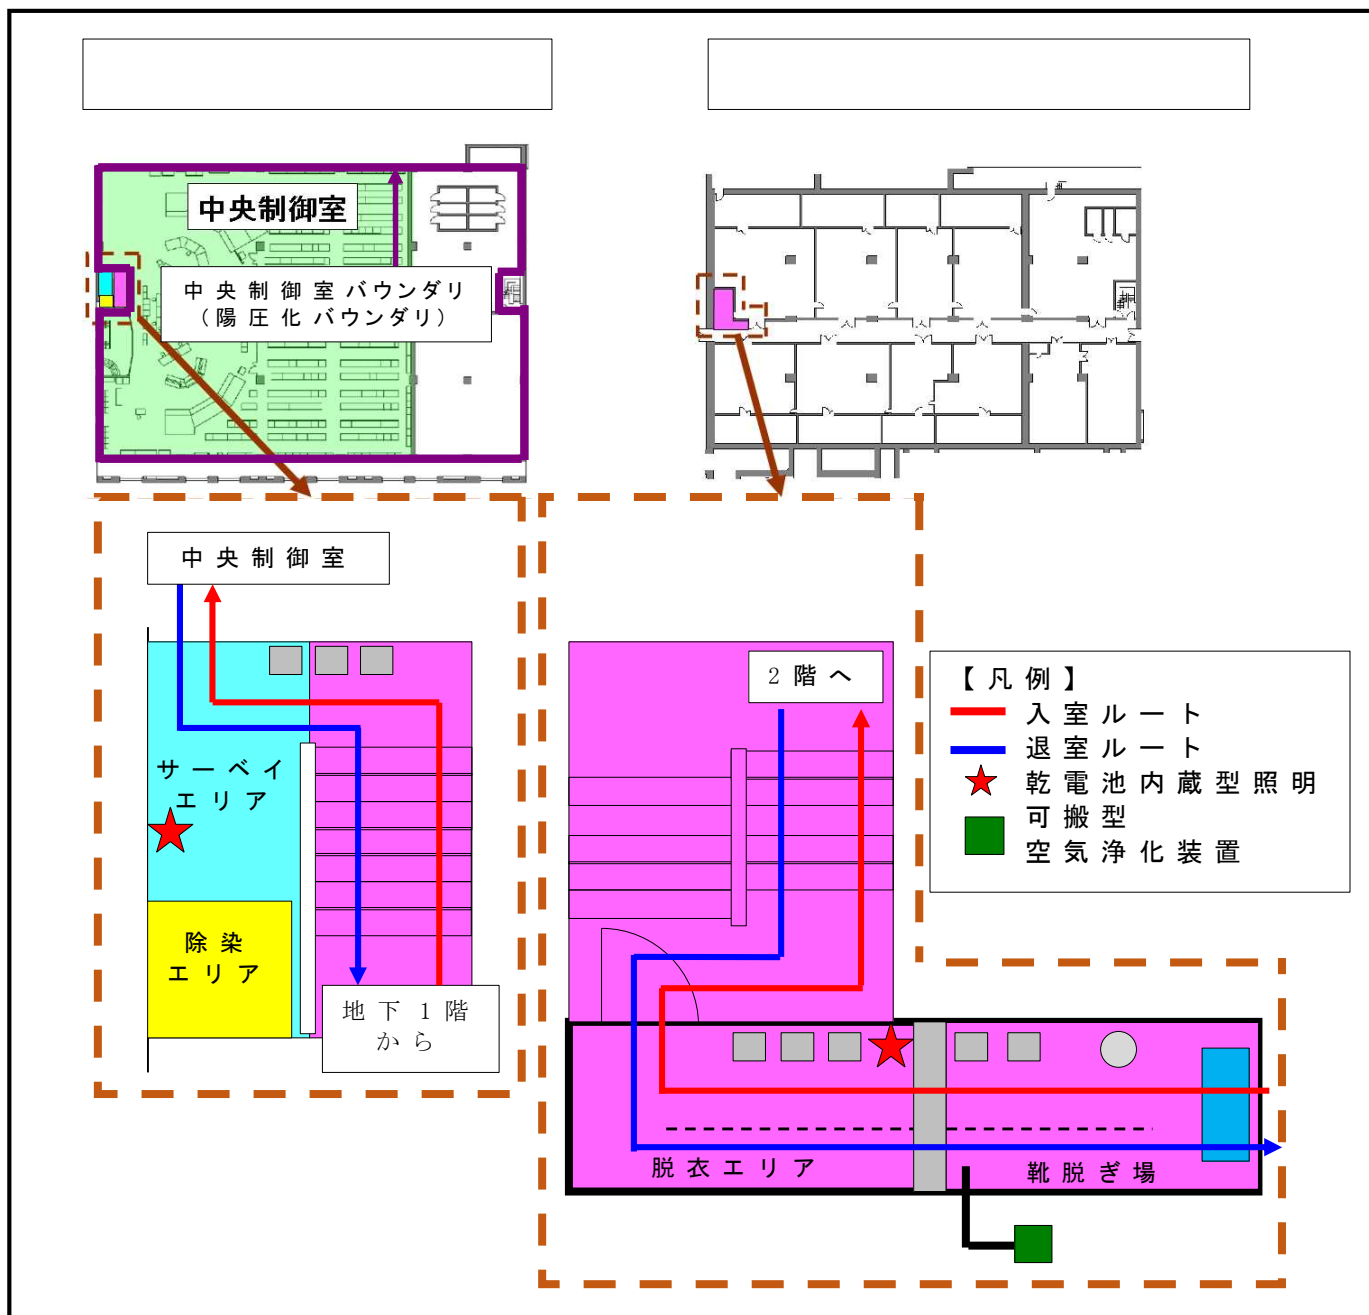 中央制御室
中央制御室バウンダリ
(陽圧化バウンダリ)
中央制御室
サーベイ
エリア
除染
エリア
地下1階
から
2階へ
脱衣エリア
靴脱ぎ場
【凡例】
入室ルート
退室ルート
乾電池内蔵型照明
可搬型
空気浄化装置